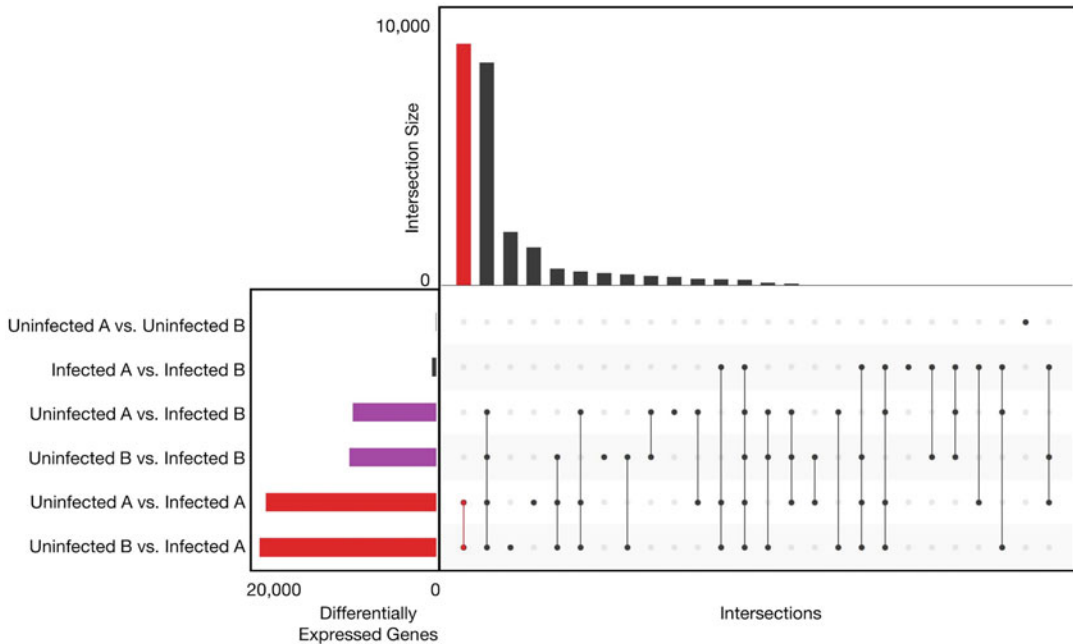 10,000
Intersection Size
0
Uninfected A vs. Uninfected B
Infected A vs. Infected B
Uninfected A vs. Infected B
Uninfected B vs. Infected B
Uninfected A vs. Infected A
Uninfected B vs. Infected A
20,000 0
Differentially
Expressed Genes
Intersections